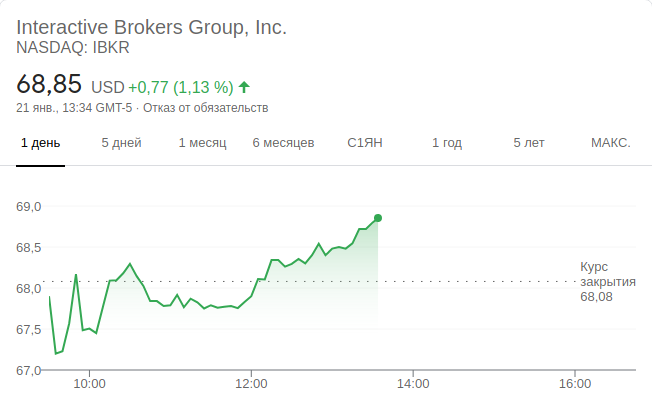 Interactive Brokers Group, Inc.
NASDAQ: IBKR
68,85 USD +0,77 (1,13 %) ↑
21 янв., 13:34 GMT-5 · Отказ от обязательств
1 день 5 дней 1 месяц 6 месяцев С1ЯН 1 год 5 лет МАКС.
69,0
68,5
68,0
67,5
67,0
Курс
закрытия
68,08
10:00 12:00 14:00 16:00